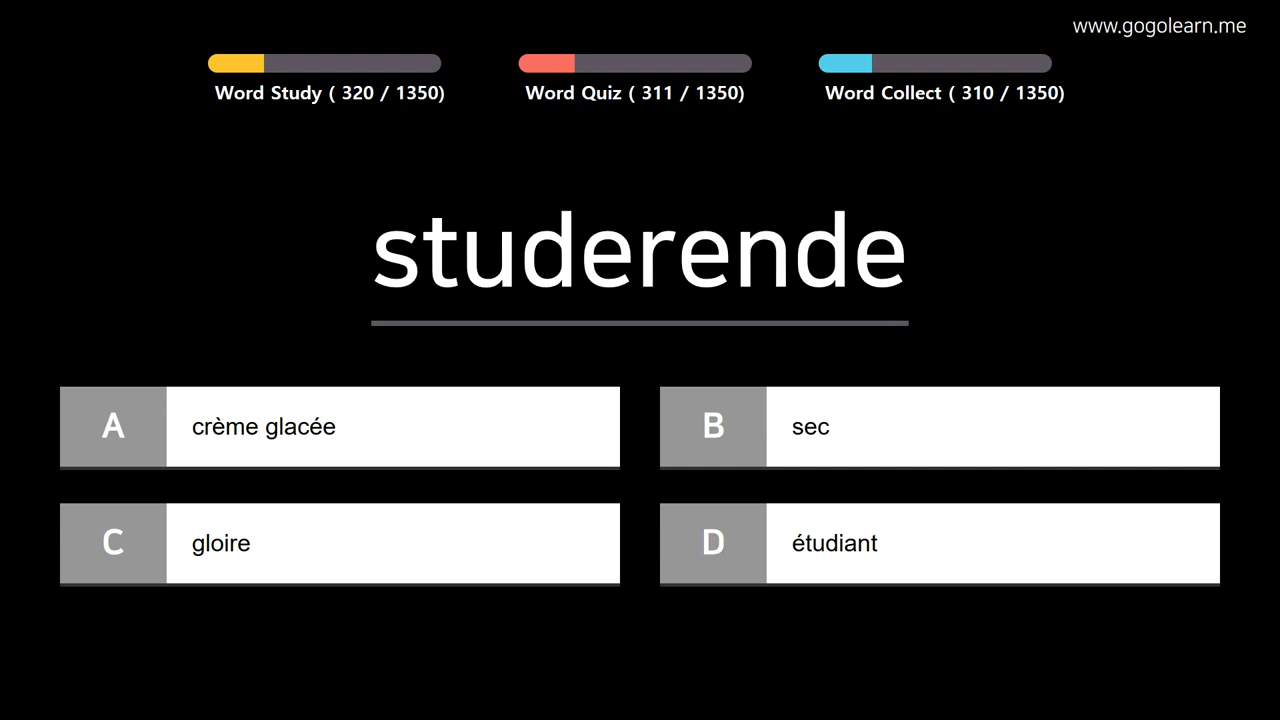 www.gogolearn.me
Word Study ( 320 / 1350)
Word Quiz ( 311 / 1350)
Word Collect ( 310 / 1350)
studerende
A crème glacée
B sec
C gloire
D étudiant